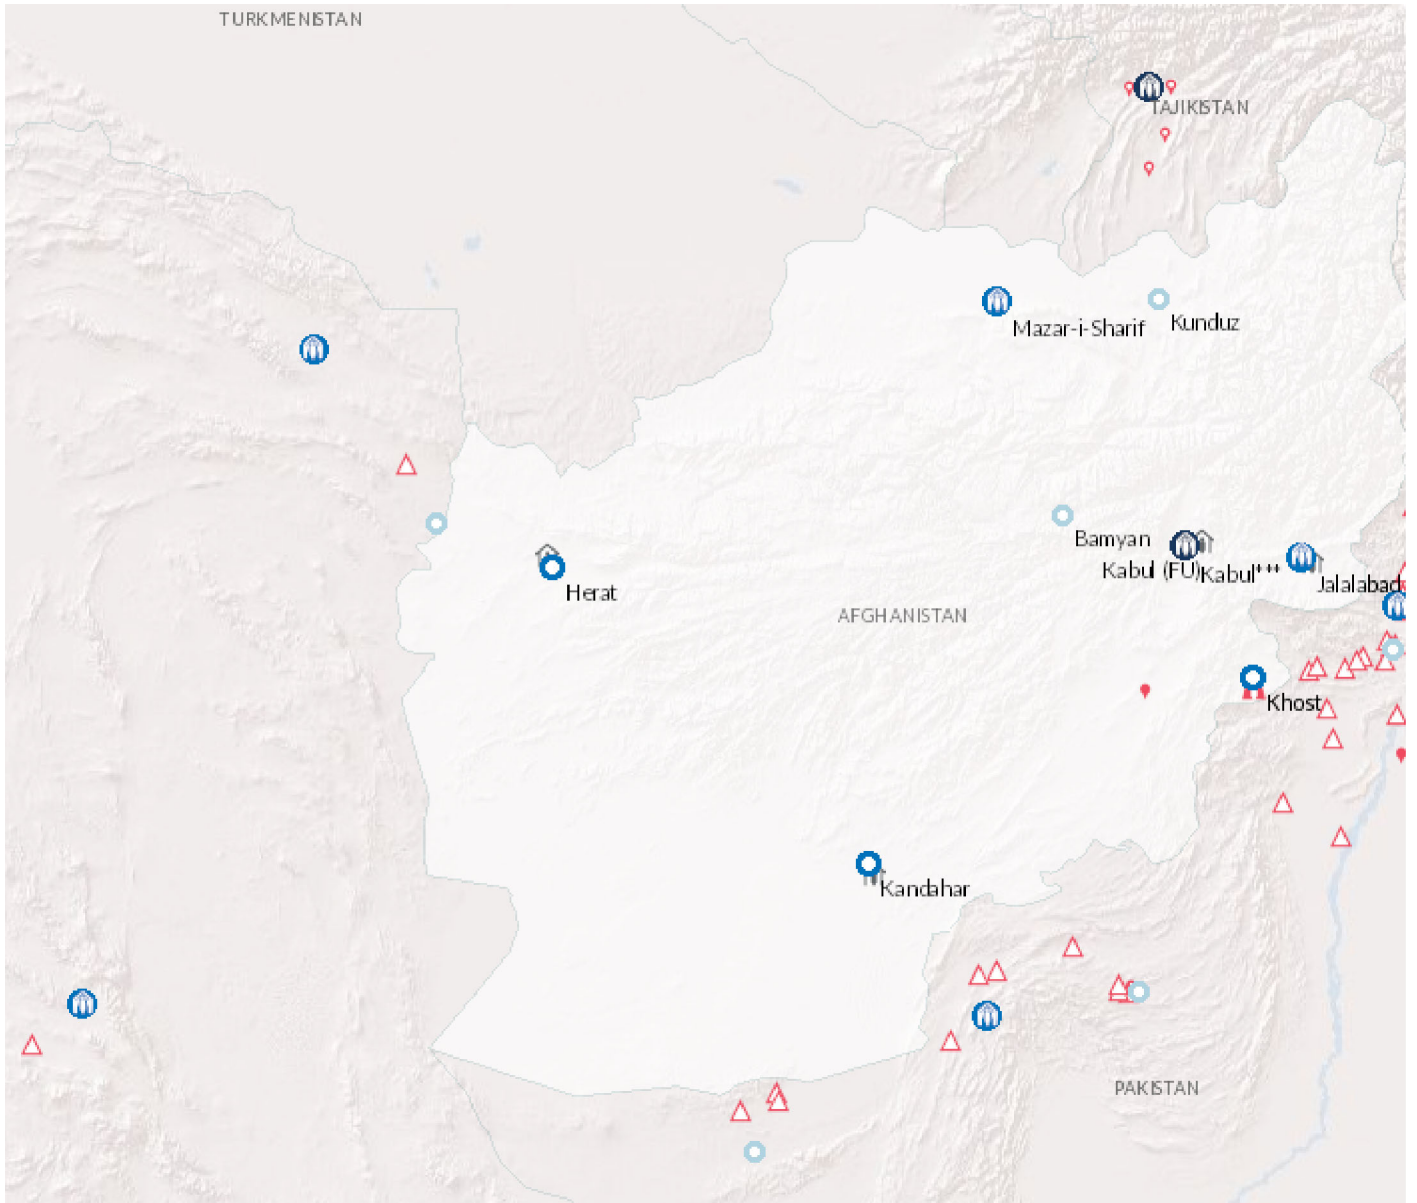 TURKMENISTAN
TAJIKISTAN
Mazar-i-Sharif
Kunduz
Bamyan
Kabul (FU)
Kabul***
Jalalabad
Herat
AFGHANISTAN
Khost
Kandahar
PAKISTAN